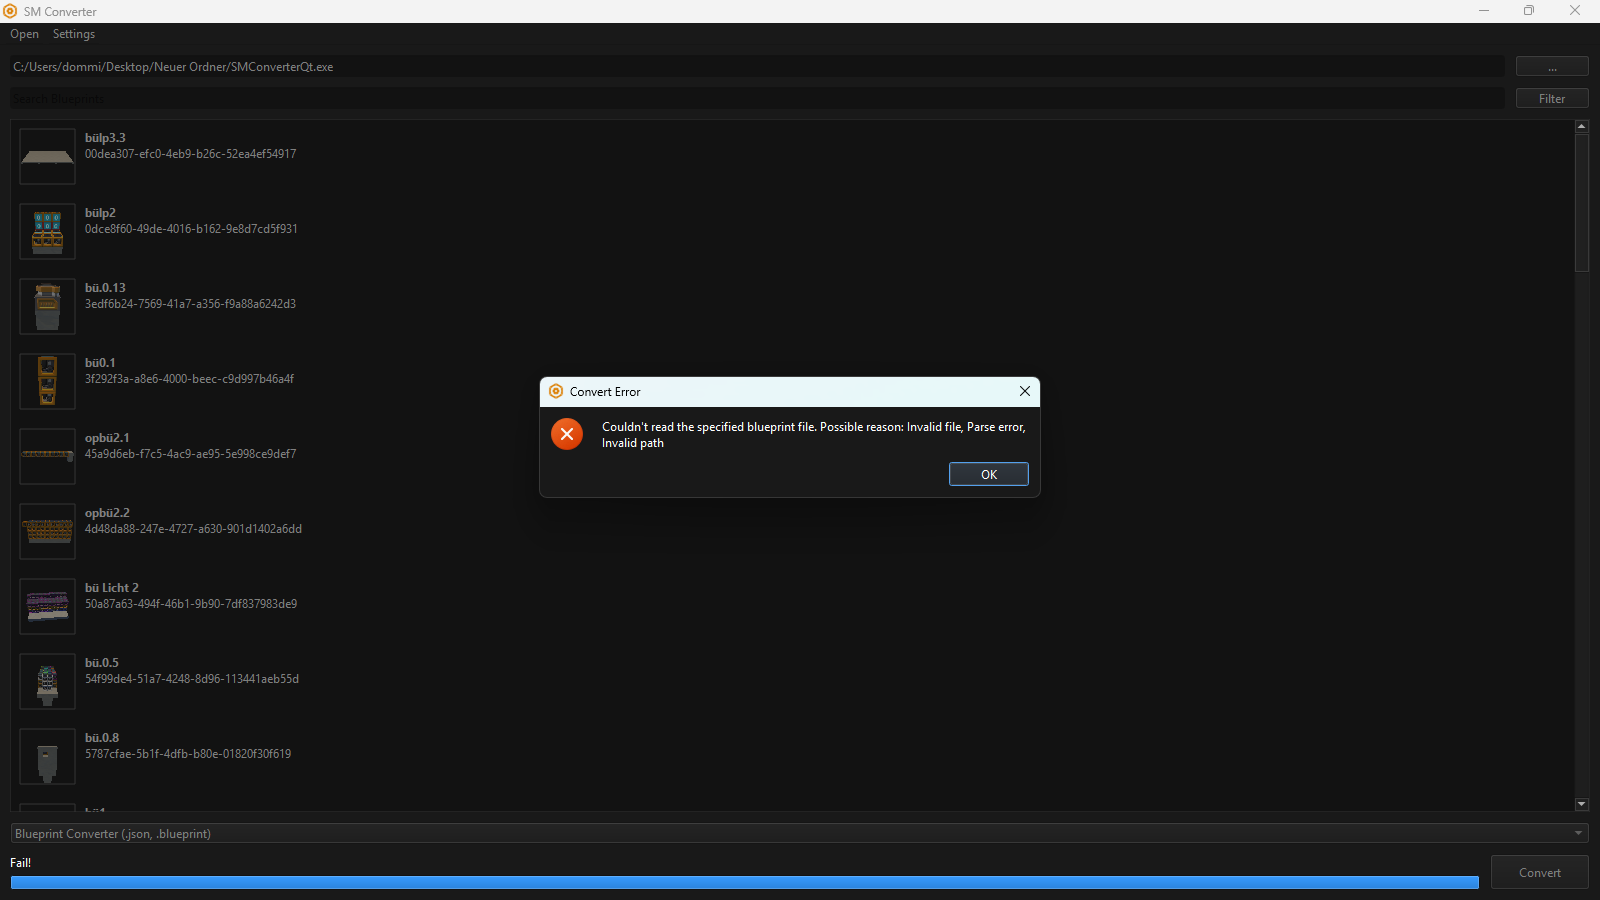 SM Converter
Open Settings
C:/Users/dommi/Desktop/Neuer Ordner/SMConverterQt.exe
...
Search Blueprints
Filter
bülp3.3
00dea307-efc0-4eb9-b26c-52ea4ef54917
bülp2
0dce8f60-49de-4016-b162-9e8d7cd5f931
bü.0.13
3edf6b24-7569-41a7-a356-f9a88a6242d3
bü0.1
3f292f3a-a8e6-4000-beec-c9d997b46a4f
opbü2.1
45a9d6eb-f7c5-4ac9-ae95-5e998ce9def7
opbü2.2
4d48da88-247e-4727-a630-901d1402a6dd
bü Licht 2
50a87a63-494f-46b1-9b90-7df837983de9
bü.0.5
54f99de4-51a7-4248-8d96-113441aeb55d
bü.0.8
5787cfae-5b1f-4dfb-b80e-01820f30f619
Convert Error
Couldn't read the specified blueprint file. Possible reason: Invalid file, Parse error,
Invalid path
OK
Blueprint Converter (.json, .blueprint)
Fail!
Convert